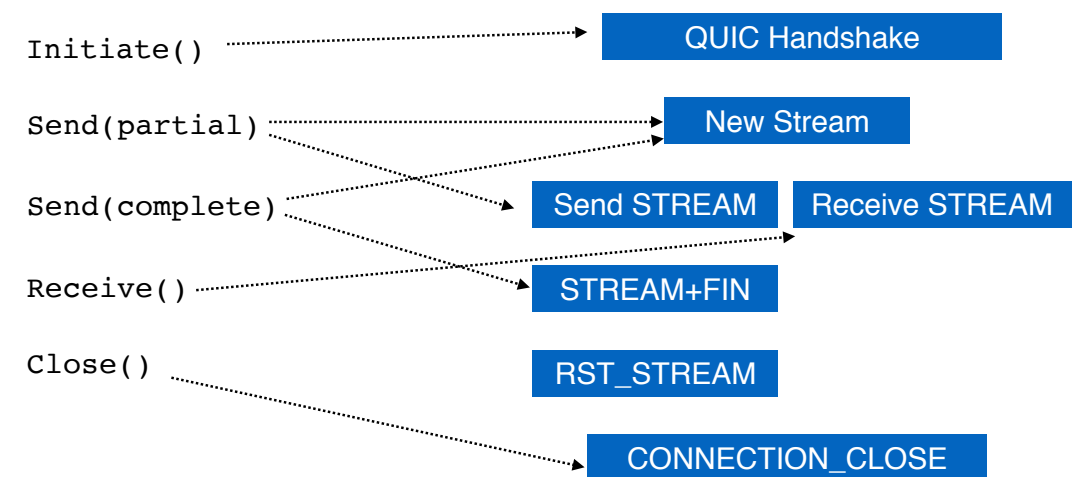 Initiate()
QUIC Handshake
Send(partial)
New Stream
Send(complete)
Send STREAM
Receive STREAM
Receive()
STREAM+FIN
Close()
RST_STREAM
CONNECTION_CLOSE